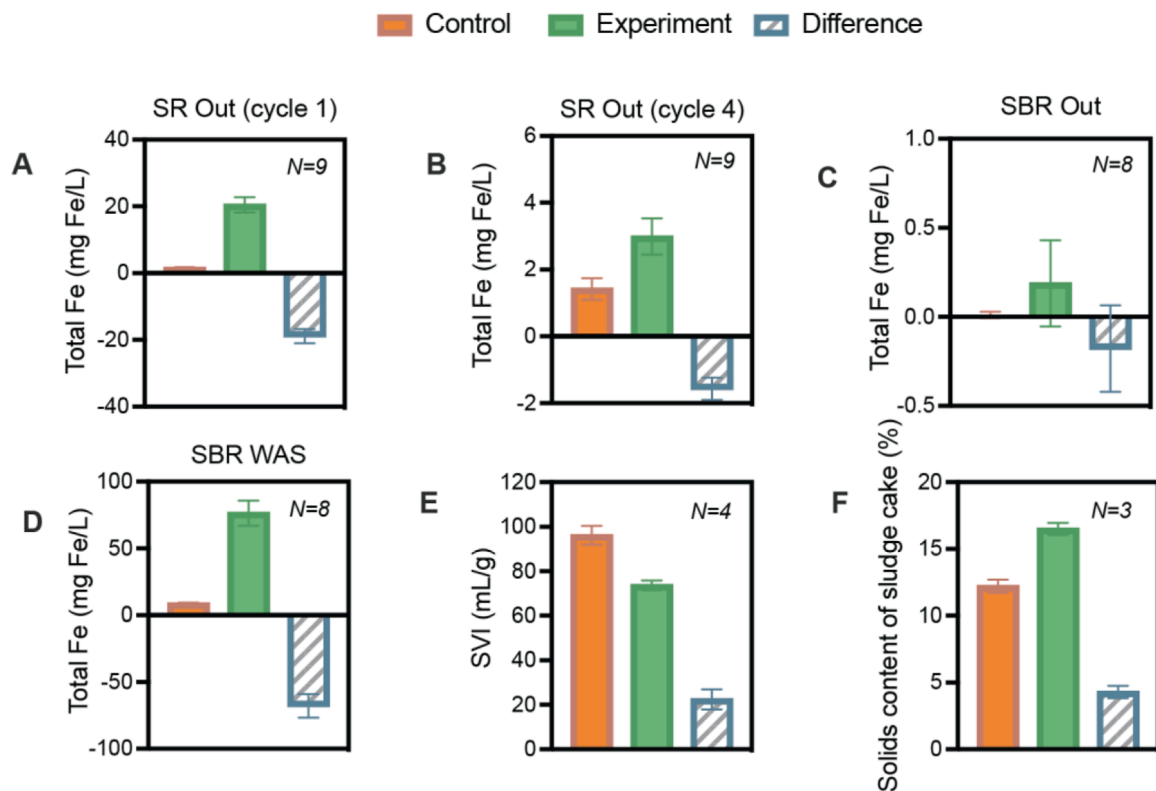 Control Experiment Difference
SR Out (cycle 1)
A
Total Fe (mg Fe/L)
40
20
0
-20
-40
N=9
SR Out (cycle 4)
B
Total Fe (mg Fe/L)
6
4
2
0
-2
N=9
SBR Out
C
Total Fe (mg Fe/L)
1.0
0.5
0.0
-0.5
N=8
SBR WAS
D
Total Fe (mg Fe/L)
100
50
0
-50
-100
N=8
E
SVI (mL/g)
120
100
80
60
40
20
0
N=4
F
Solids content of sludge cake (%)
20
15
10
5
0
N=3